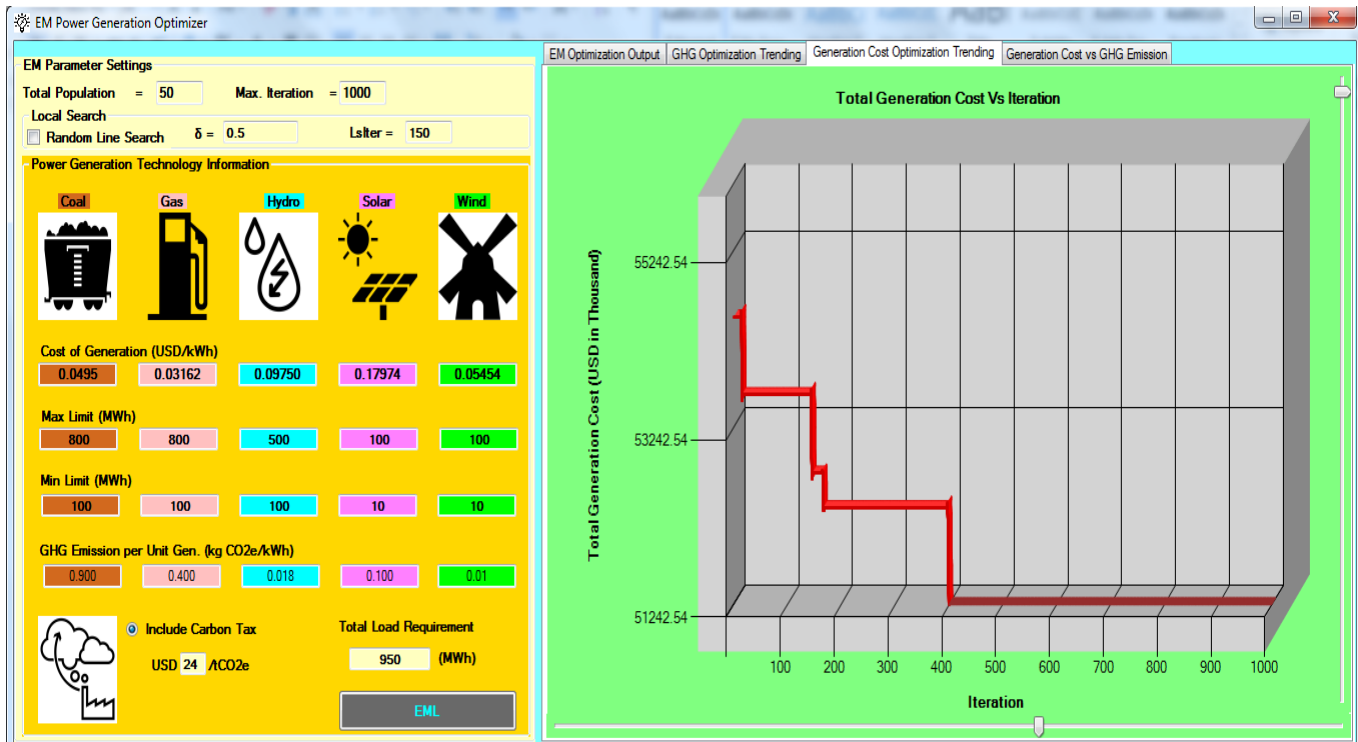 EM Power Generation Optimizer
EM Parameter Settings
Total Population = 50 Max. Iteration = 1000
Local Search
Random Line Search δ = 0.5 LsIter = 150
Power Generation Technology Information
Coal Gas Hydro Solar Wind
Cost of Generation (USD/kWh)
0.0495 0.03162 0.09750 0.17974 0.05454
Max Limit (MWh)
800 800 500 100 100
Min Limit (MWh)
100 100 100 10 10
GHG Emission per Unit Gen. (kg CO2e/kWh)
0.900 0.400 0.018 0.100 0.01
Include Carbon Tax
USD 24 /tCO2e
Total Load Requirement
950 (MWh)
EML
EM Optimization Output GHG Optimization Trending Generation Cost Optimization Trending Generation Cost vs GHG Emission
Total Generation Cost Vs Iteration
Total Generation Cost (USD in Thousand)
55242.54
53242.54
51242.54
100 200 300 400 500 600 700 800 900 1000
Iteration